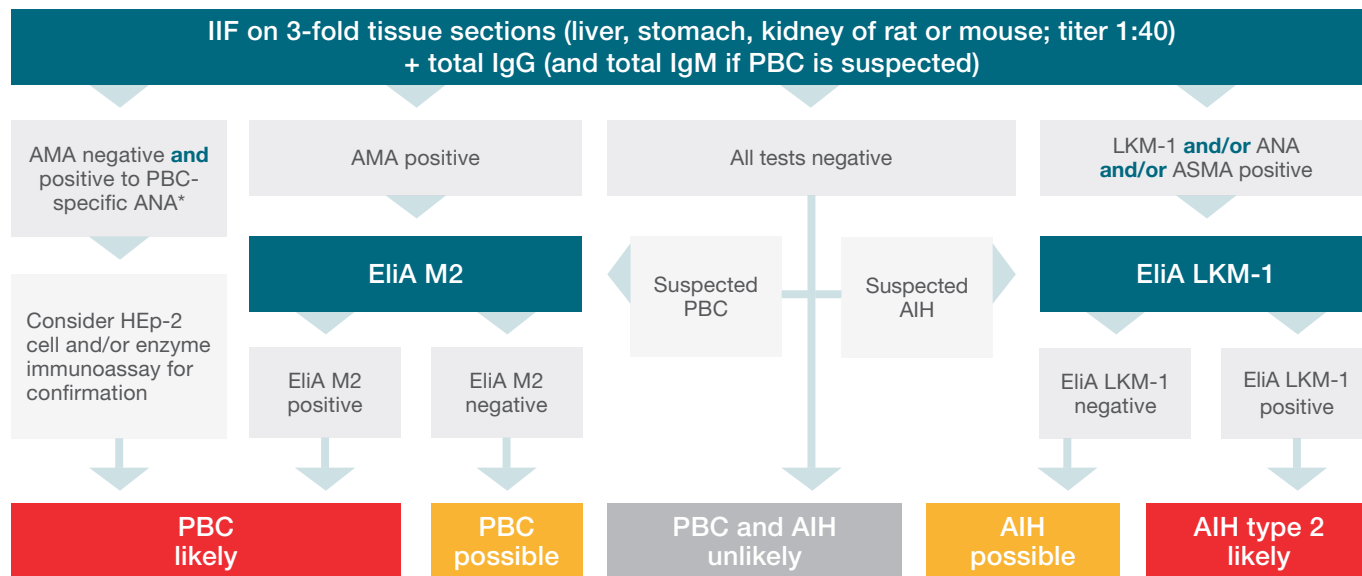 IIF on 3-fold tissue sections (liver, stomach, kidney of rat or mouse; titer 1:40)
+ total IgG (and total IgM if PBC is suspected)
AMA negative and
positive to PBC-
specific ANA*
AMA positive
All tests negative
LKM-1 and/or ANA
and/or ASMA positive
Consider HEp-2
cell and/or enzyme
immunoassay for
confirmation
EliA M2
Suspected
PBC
Suspected
AIH
EliA LKM-1
EliA M2
positive
EliA M2
negative
EliA LKM-1
negative
EliA LKM-1
positive
PBC
likely
PBC
possible
PBC and AIH
unlikely
AIH
possible
AIH type 2
likely